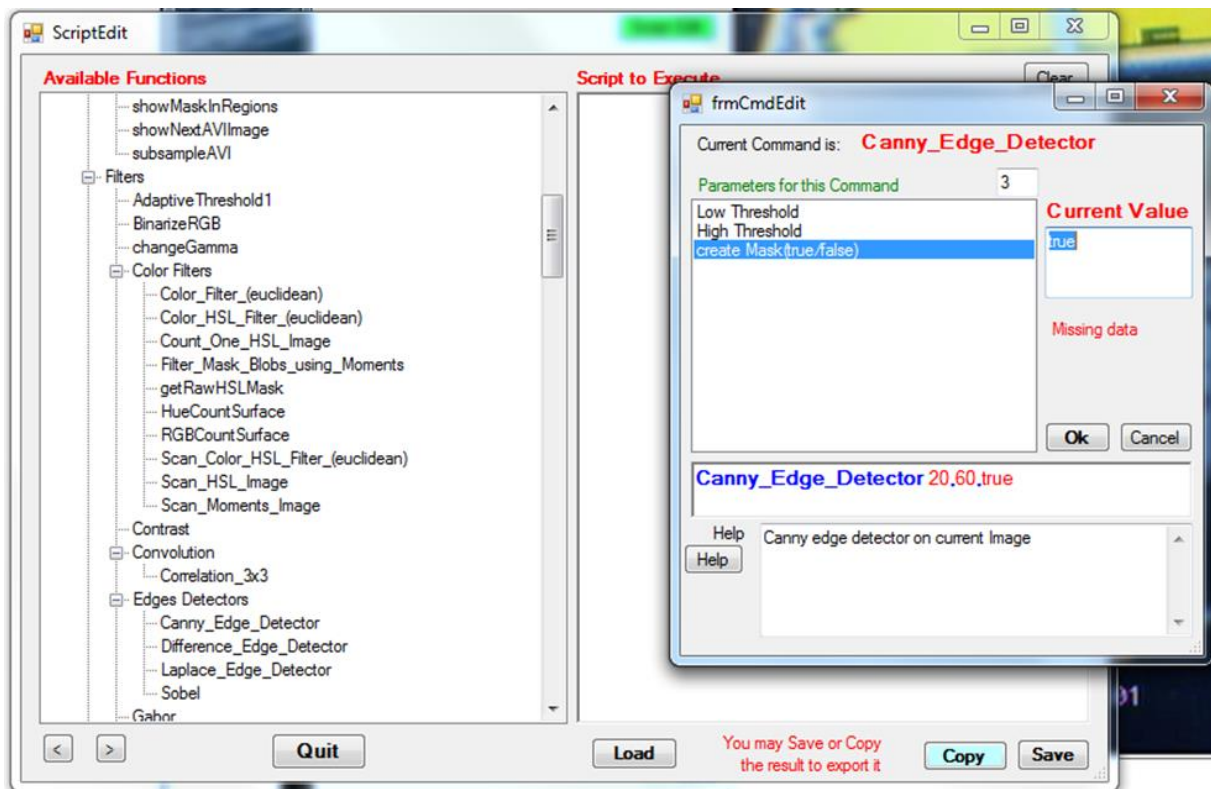 ScriptEdit
Available Functions
showMaskInRegions
showNextAVIImage
subsampleAVI
Filters
AdaptiveThreshold1
BinarizeRGB
changeGamma
Color Filters
Color_Filter_(euclidean)
Color_HSL_Filter_(euclidean)
Count_One_HSL_Image
Filter_Mask_Blobs_using_Moments
getRawHSLMask
HueCountSurface
RGBCountSurface
Scan_Color_HSL_Filter_(euclidean)
Scan_HSL_Image
Scan_Moments_Image
Contrast
Convolution
Correlation_3x3
Edges Detectors
Canny_Edge_Detector
Difference_Edge_Detector
Laplace_Edge_Detector
Sobel
Gabor
< >
Quit
Script to Execute
Clear
Load
You may Save or Copy
the result to export it
Copy
Save
frmCmdEdit
Current Command is: Canny_Edge_Detector
Parameters for this Command 3
Low Threshold
High Threshold
create Mask(true/false)
Current Value
true
Missing data
Ok Cancel
Canny_Edge_Detector 20,60,true
Help
Help
Canny edge detector on current Image
01